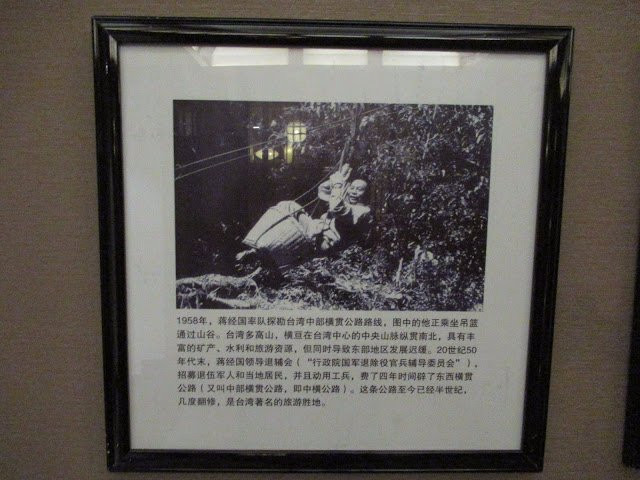 1958年，蒋经国率队探勘台湾中部横贯公路路线，图中的他正乘坐吊篮
通过山谷。台湾多高山，横亘在台湾中心的中央山脉纵贯南北，具有丰
富的矿产、水利和旅游资源，但同时导致东部地区发展迟缓。20世纪50
年代末，蒋经国领导退辅会（“行政院国军退除役官兵辅导委员会”），
招募退伍军人和当地居民，并且动用工兵，费了四年时间辟了东西横贯
公路（又叫中部横贯公路，即中横公路）。这条公路至今已经半世纪，
几度翻修，是台湾著名的旅游胜地。